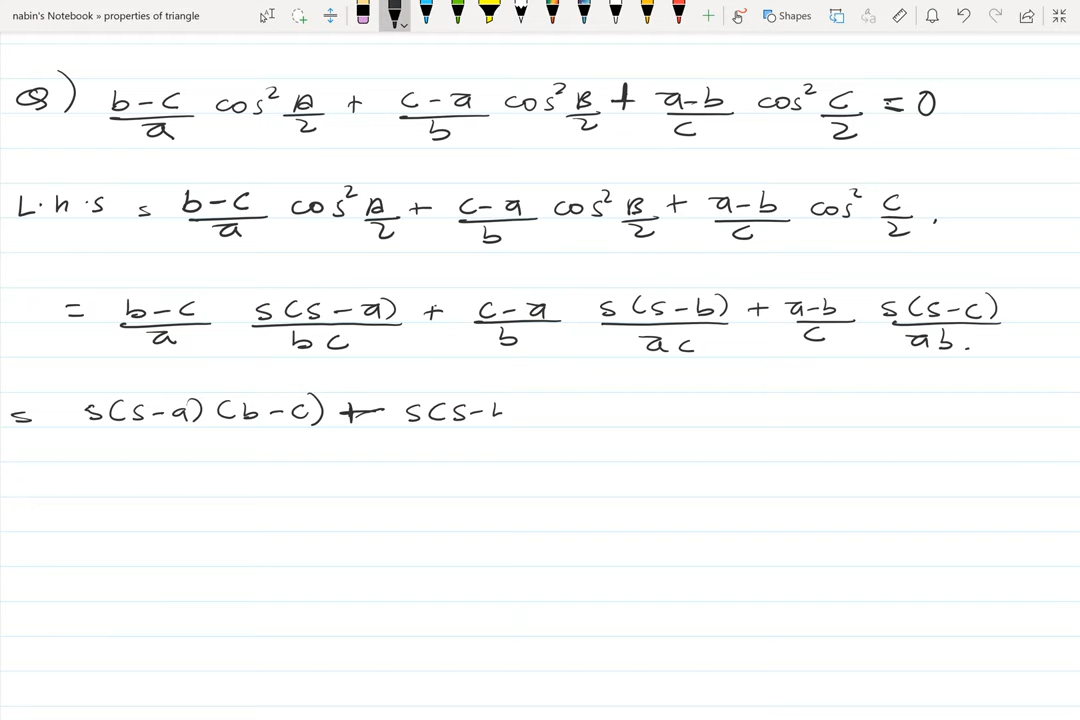 nabin's Notebook » properties of triangle
Shapes
Q) b-c/a cos² A/2 + c-a/b cos² B/2 + a-b/c cos² C/2 = 0
L.h.s = b-c/a cos² A/2 + c-a/b cos² B/2 + a-b/c cos² C/2 .
= b-c/a s(s-a)/bc + c-a/b s(s-b)/ac + a-b/c s(s-c)/ab.
= s(s-a)(b-c) + s(s-